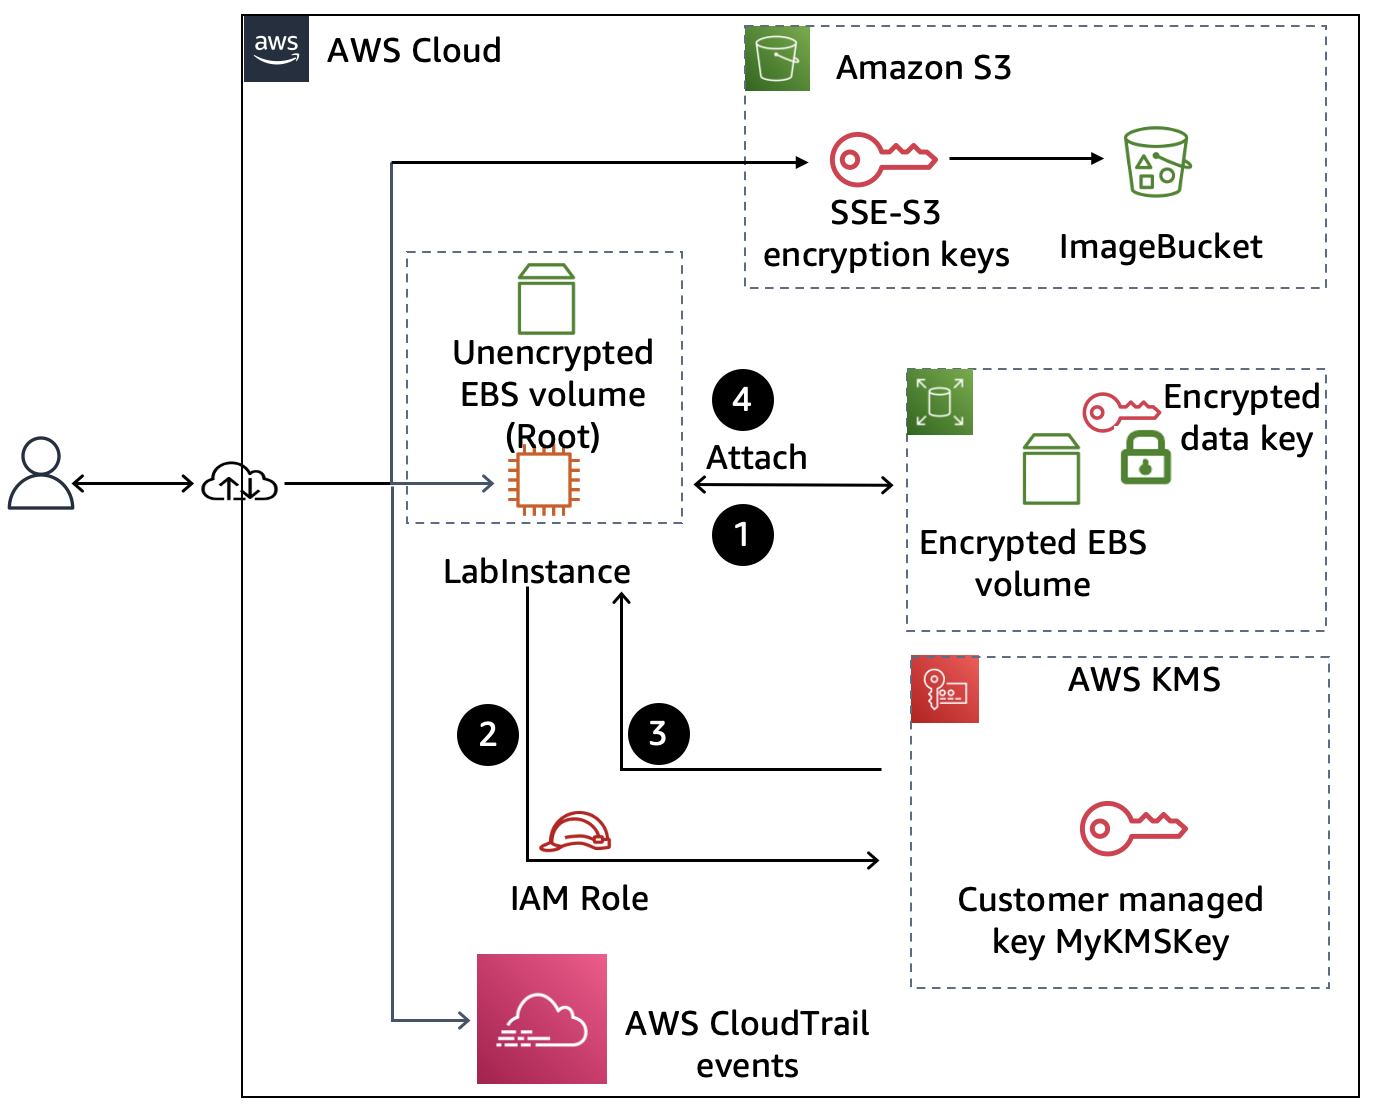 aws
AWS Cloud
Amazon S3
SSE-S3
encryption keys
ImageBucket
Unencrypted
EBS volume
(Root)
LabInstance
4
Attach
1
Encrypted
data key
Encrypted EBS
volume
2
3
IAM Role
AWS KMS
Customer managed
key MyKMSKey
AWS CloudTrail
events